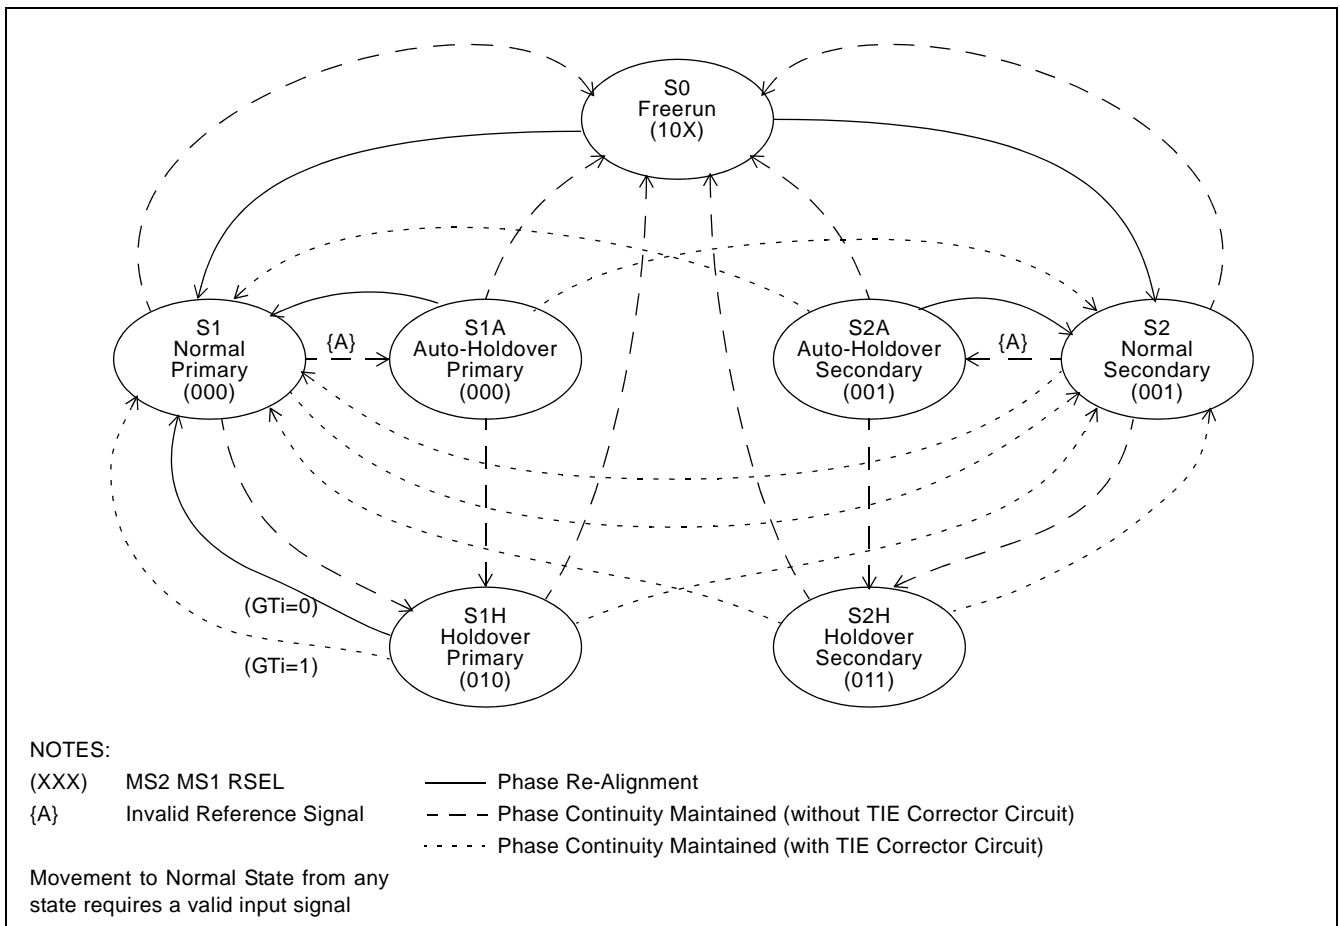 S0
Freerun
(10X)
S1
Normal
Primary
(000)
{A}
S1A
Auto-Holdover
Primary
(000)
S2A
Auto-Holdover
Secondary
(001)
{A}
S2
Normal
Secondary
(001)
(GTi=0)
(GTi=1)
S1H
Holdover
Primary
(010)
S2H
Holdover
Secondary
(011)
NOTES:
(XXX) MS2 MS1 RSEL
{A} Invalid Reference Signal
Phase Re-Alignment
Phase Continuity Maintained (without TIE Corrector Circuit)
Phase Continuity Maintained (with TIE Corrector Circuit)
Movement to Normal State from any
state requires a valid input signal